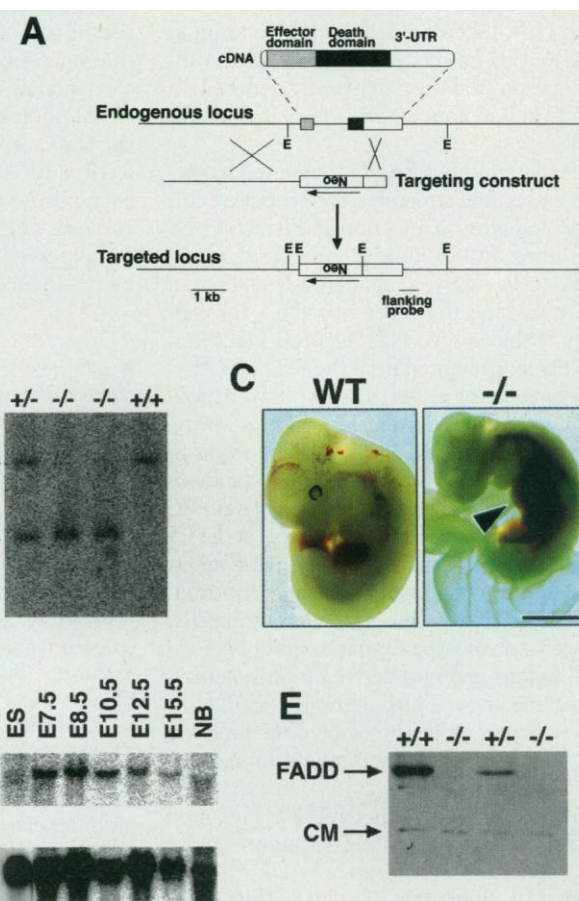 A
Effector domain
Death domain
3'-UTR
cDNA
Endogenous locus
E E
Neo
Targeting construct
Targeted locus
E E E E
Neo
1 kb
flanking probe
+/- -/- -/- +/+
C
WT -/-
ES E7.5 E8.5 E10.5 E12.5 E15.5 NB
E
+/+ -/- +/- -/-
FADD
CM